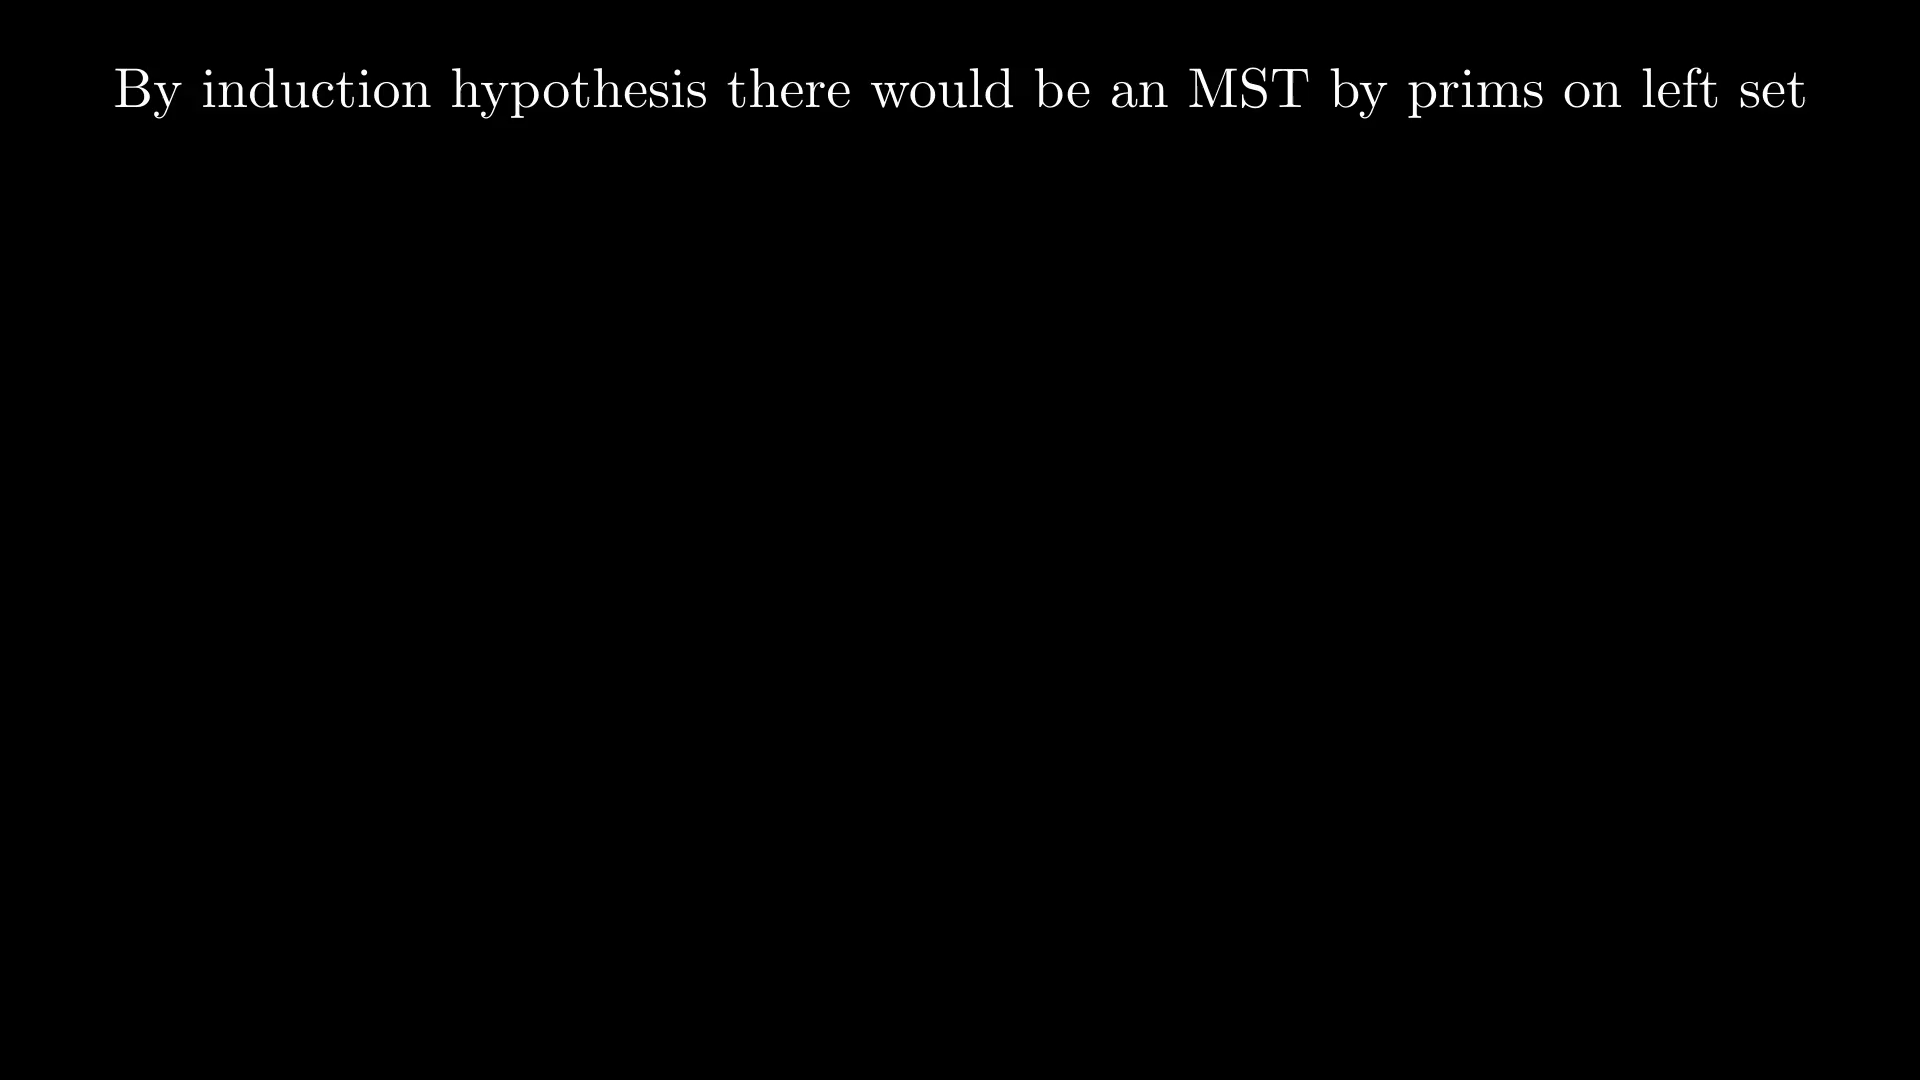 By induction hypothesis there would be an MST by prims on left set